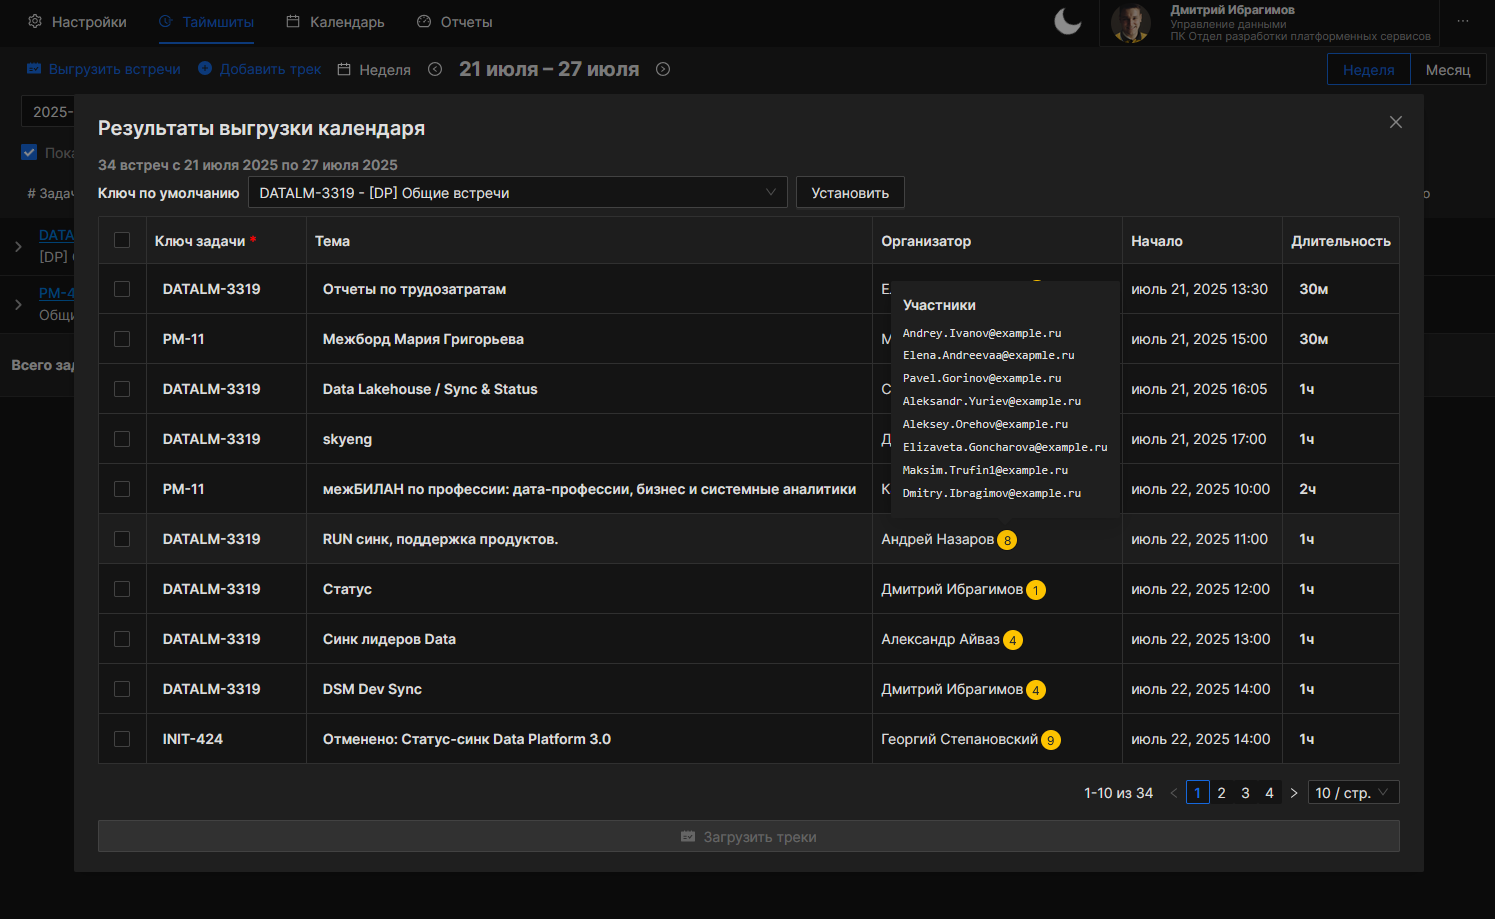 Настройки
Таймшиты
Календарь
Отчеты
Дмитрий Ибрагимов
Управление данными
ПК Отдел разработки платформенных сервисов
Выгрузить встречи
Добавить трек
Неделя
21 июля – 27 июля
Неделя
Месяц
2025-
Результаты выгрузки календаря
34 встреч с 21 июля 2025 по 27 июля 2025
Ключ по умолчанию
DATALM-3319 - [DP] Общие встречи
Установить
# Задач
DATA
[DP]
PM-4
Общи
Всего зад
Ключ задачи * Тема Организатор Начало Длительность
DATALM-3319 Отчеты по трудозатратам Е. июль 21, 2025 13:30 30м
PM-11 Межборд Мария Григорьева М июль 21, 2025 15:00 30м
DATALM-3319 Data Lakehouse / Sync & Status С июль 21, 2025 16:05 1ч
DATALM-3319 skyeng Д июль 21, 2025 17:00 1ч
PM-11 межБИЛАН по профессии: дата-профессии, бизнес и системные аналитики К июль 22, 2025 10:00 2ч
DATALM-3319 RUN синк, поддержка продуктов. Андрей Назаров 8 июль 22, 2025 11:00 1ч
DATALM-3319 Статус Дмитрий Ибрагимов 1 июль 22, 2025 12:00 1ч
DATALM-3319 Синк лидеров Data Александр Айваз 4 июль 22, 2025 13:00 1ч
DATALM-3319 DSM Dev Sync Дмитрий Ибрагимов 4 июль 22, 2025 14:00 1ч
INIT-424 Отменено: Статус-синк Data Platform 3.0 Георгий Степановский 9 июль 22, 2025 14:00 1ч
Участники
Andrey.Ivanov@example.ru
Elena.Andreevaa@exapmle.ru
Pavel.Gorinov@example.ru
Aleksandr.Yuriev@example.ru
Aleksey.Orehov@example.ru
Elizaveta.Goncharova@example.ru
Maksim.Trufin1@example.ru
Dmitry.Ibragimov@example.ru
1-10 из 34
1 2 3 4
10 / стр.
Загрузить треки